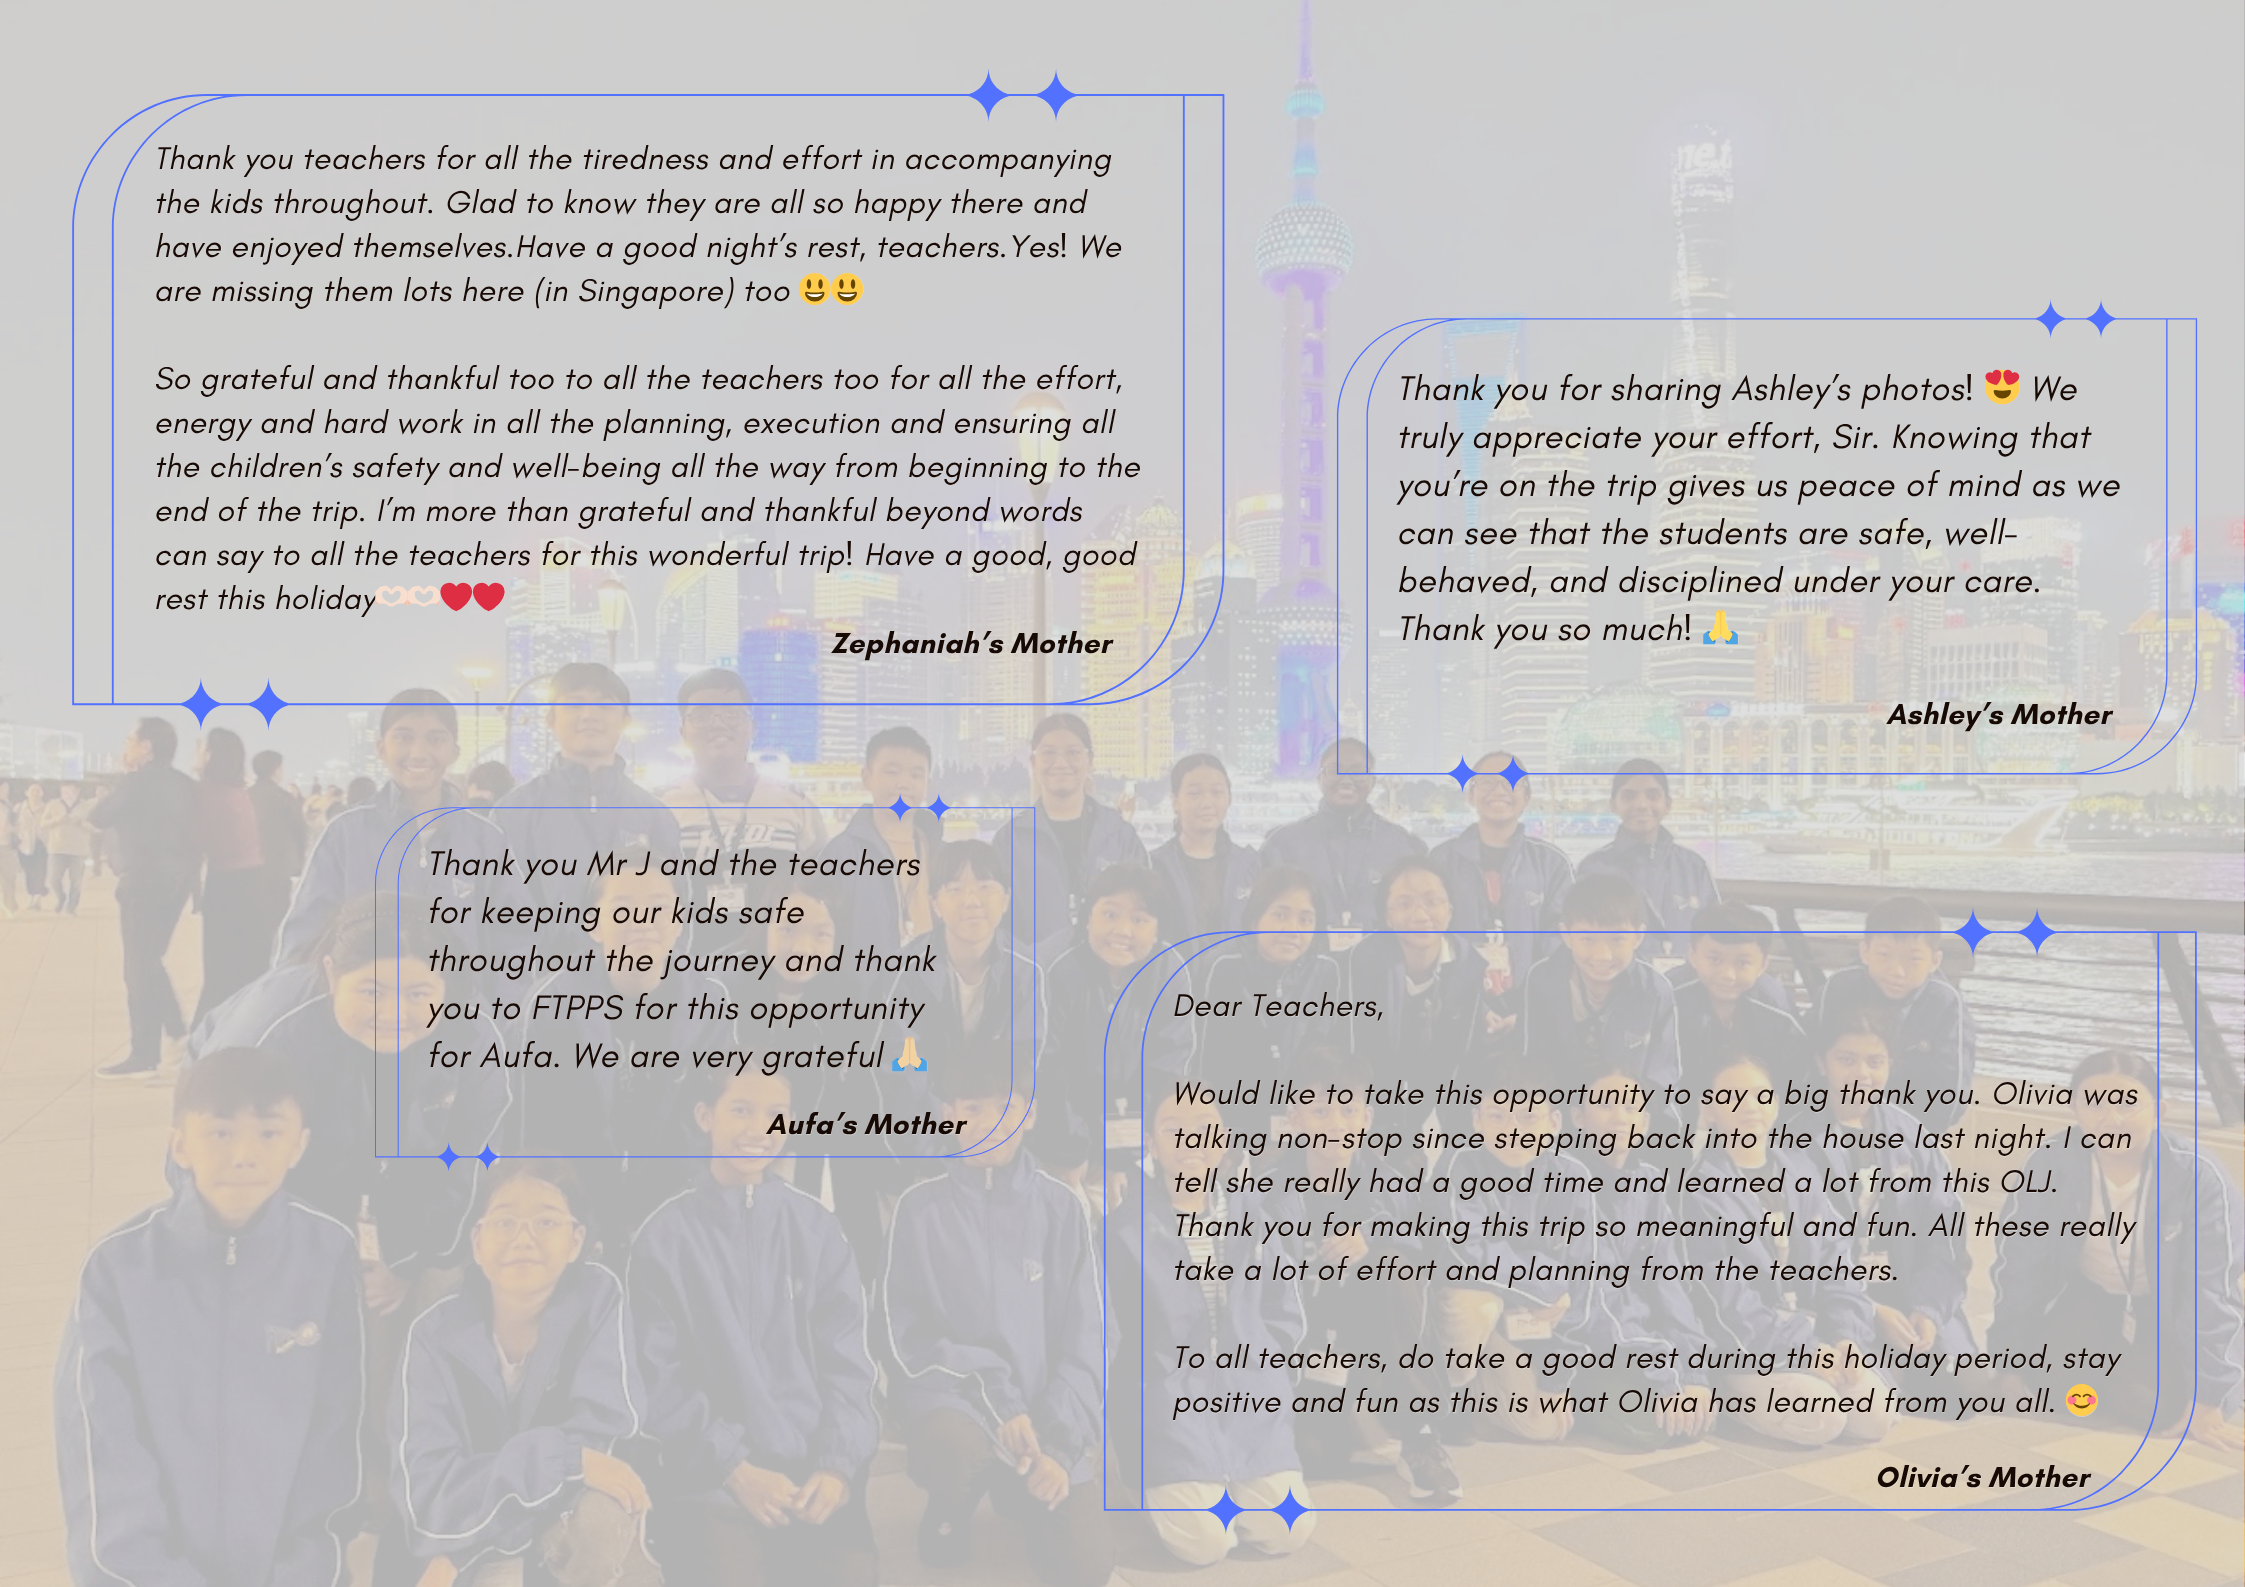 Thank you teachers for all the tiredness and effort in accompanying
the kids throughout. Glad to know they are all so happy there and
have enjoyed themselves.Have a good night's rest, teachers.Yes! We
are missing them lots here (in Singapore) too 😃😃
So grateful and thankful too to all the teachers too for all the effort,
energy and hard work in all the planning, execution and ensuring all
the children's safety and well-being all the way from beginning to the
end of the trip. I'm more than grateful and thankful beyond words
can say to all the teachers for this wonderful trip! Have a good, good
rest this holiday🫶🏻🫶🏻❤️❤️
Zephaniah's Mother
Thank you for sharing Ashley's photos! 😍 We
truly appreciate your effort, Sir. Knowing that
you're on the trip gives us peace of mind as we
can see that the students are safe, well-
behaved, and disciplined under your care.
Thank you so much! 🙏
Ashley's Mother
Thank you Mr J and the teachers
for keeping our kids safe
throughout the journey and thank
you to FTPPS for this opportunity
for Aufa. We are very grateful 🙏🏼
Aufa's Mother
Dear Teachers,
Would like to take this opportunity to say a big thank you. Olivia was
talking non-stop since stepping back into the house last night. I can
tell she really had a good time and learned a lot from this OLJ.
Thank you for making this trip so meaningful and fun. All these really
take a lot of effort and planning from the teachers.
To all teachers, do take a good rest during this holiday period, stay
positive and fun as this is what Olivia has learned from you all. 😊
Olivia's Mother